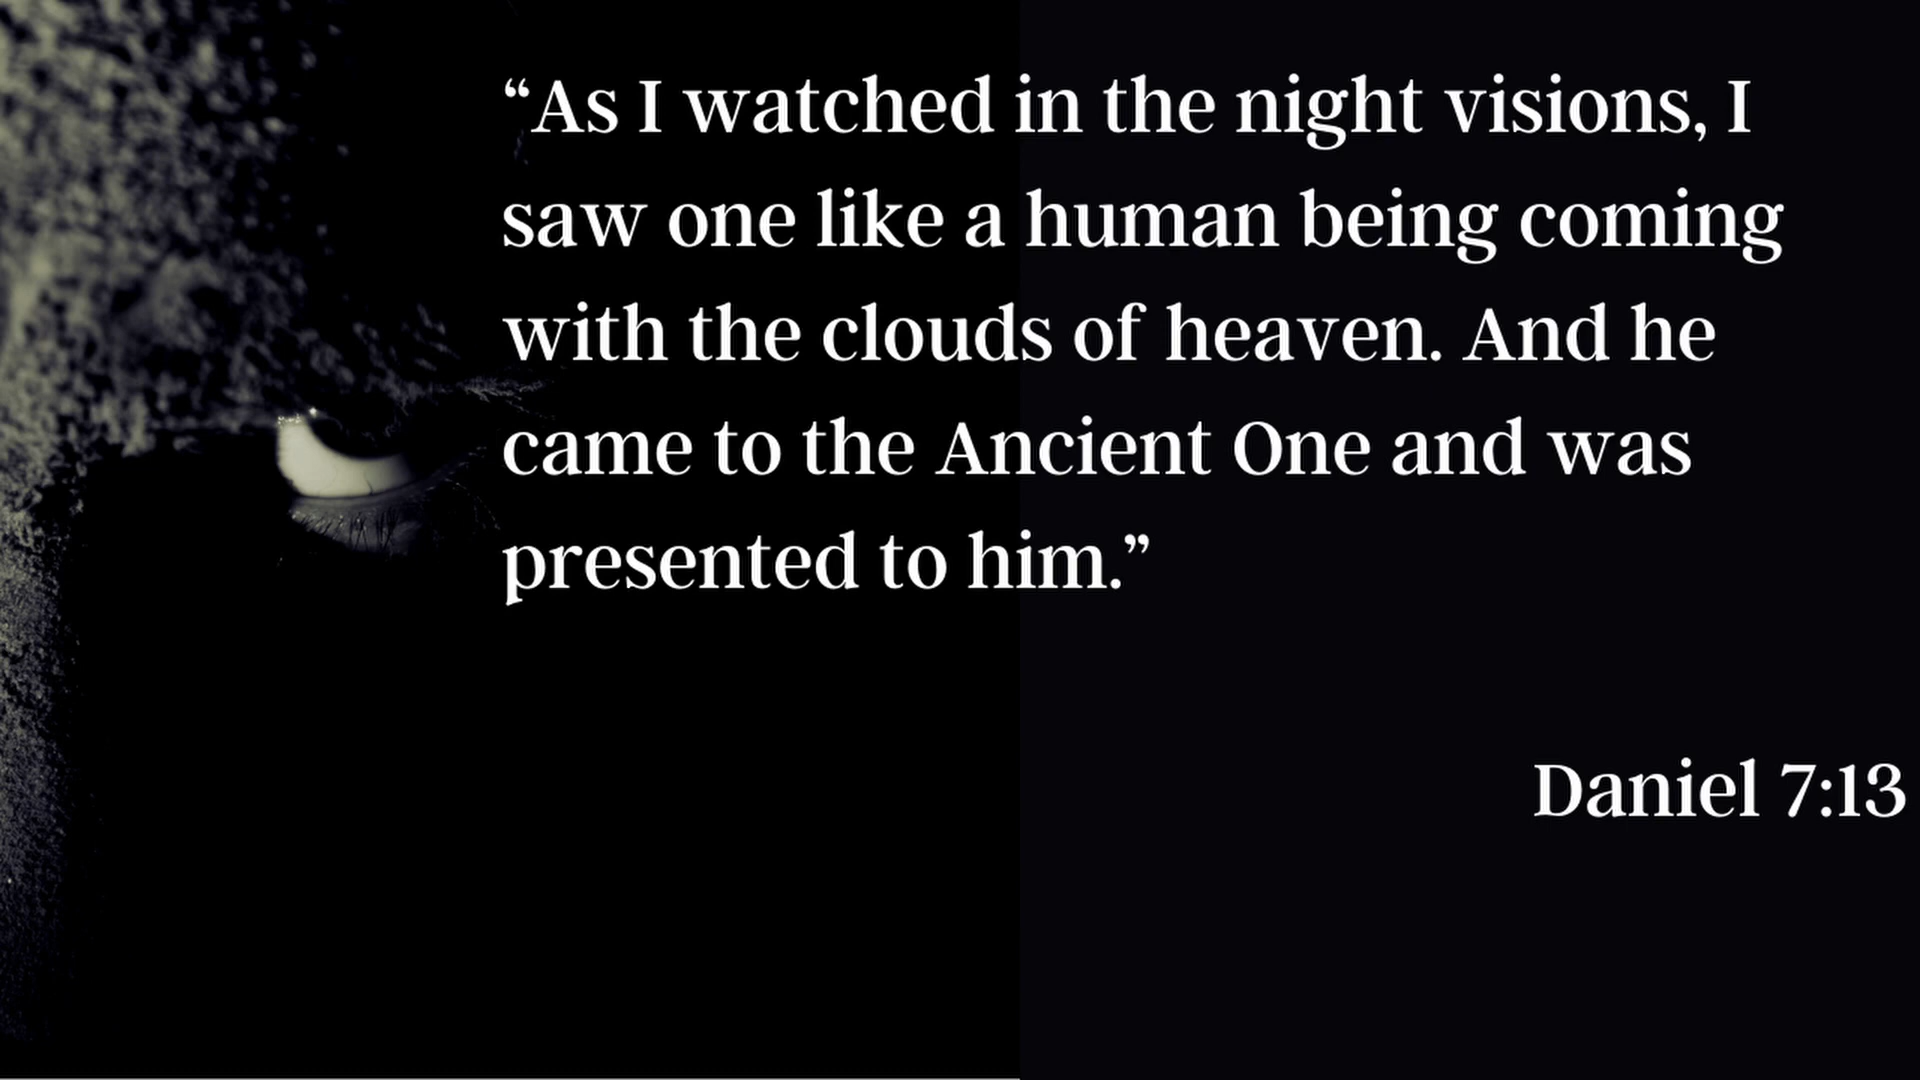 “As I watched in the night visions, I
saw one like a human being coming
with the clouds of heaven. And he
came to the Ancient One and was
presented to him.”
Daniel 7:13